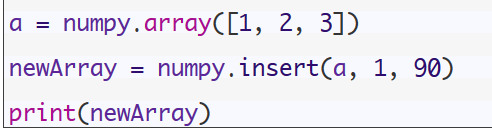 a = numpy.array([1, 2, 3])
newArray = numpy.insert(a, 1, 90)
print(newArray)